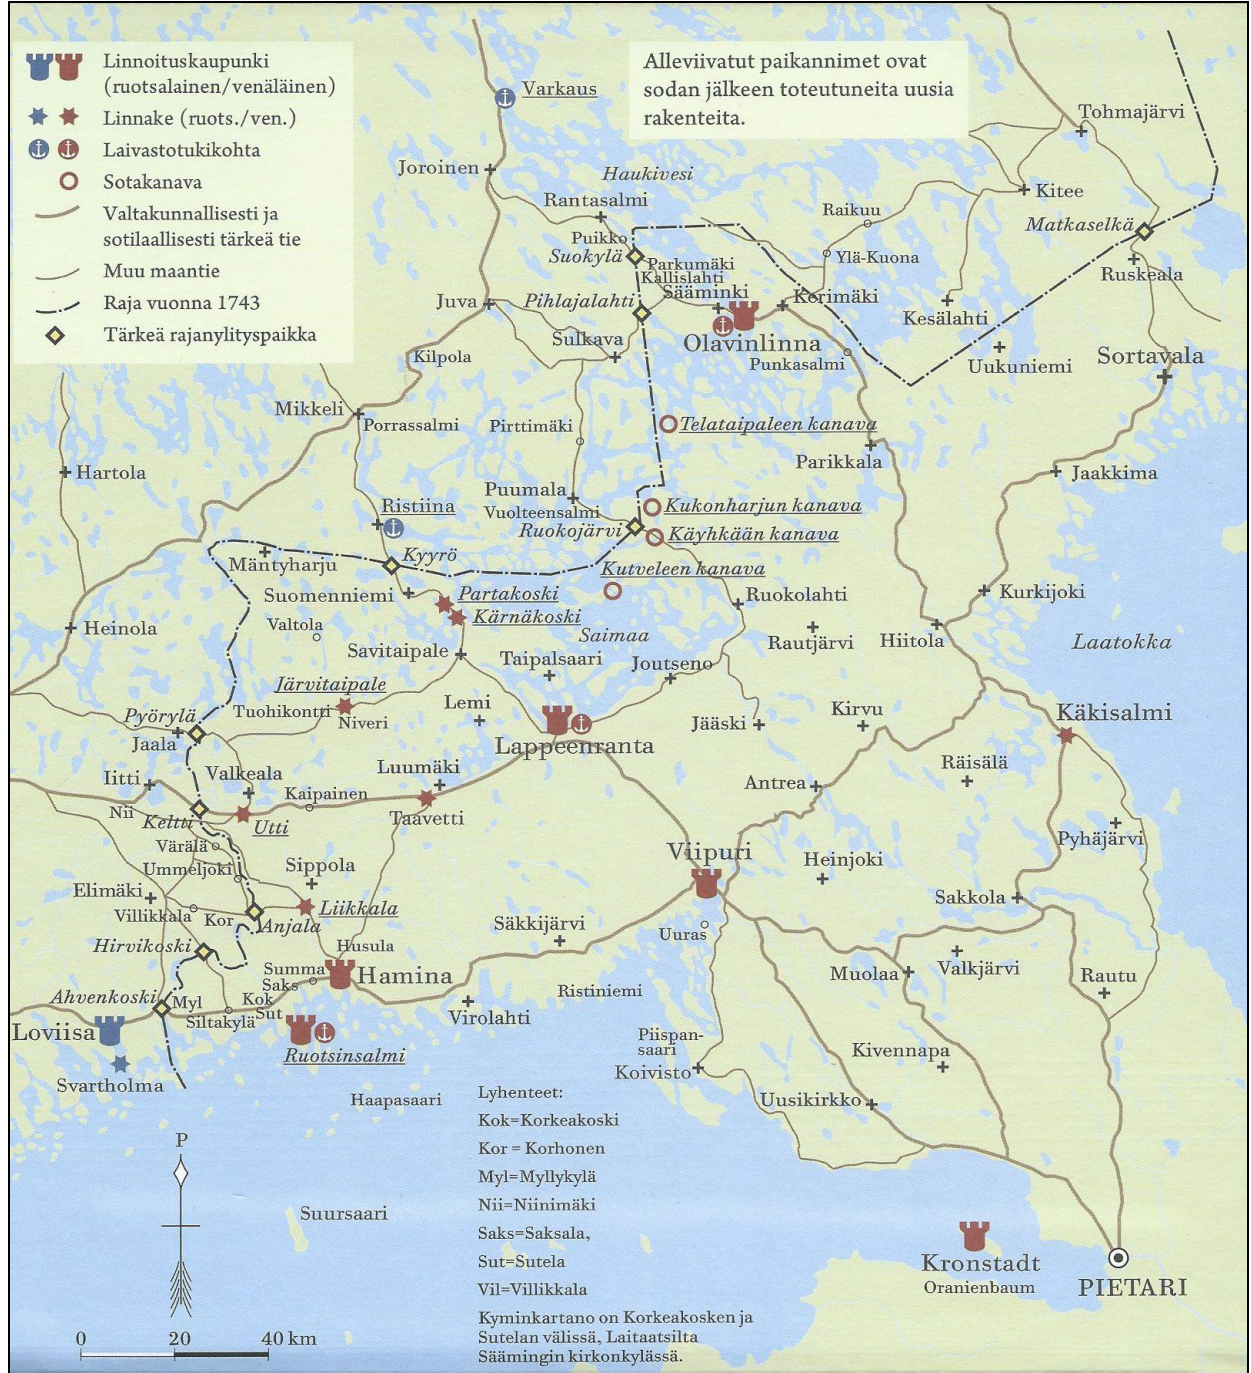 Linnoituskaupunki
(ruotsalainen/venäläinen)
Linnake (ruots./ven.)
Laivastotukikohta
Sotakanava
Valtakunnallisesti ja
sotilaallisesti tärkeä tie
Muu maantie
Raja vuonna 1743
Tärkeä rajanylityspaikka
Alleviivatut paikannimet ovat
sodan jälkeen toteutuneita uusia
rakenteita.
Varkaus
Tohmajärvi
Joroinen
Haukivesi
Kitee
Rantasalmi
Raikuu
Matkaselkä
Puikko
Suokylä
Ylä-Kuona
Parkumäki
Kallislahti
Ruskeala
Sääminki
Pihlajalahti
Kerimäki
Juva
Kesälahti
Sulkava
Olavinlinna
Kilpola
Punkasalmi
Uukuniemi
Sortavala
Mikkeli
Porrassalmi
Pirttimäki
Telataipaleen kanava
Parikkala
Hartola
Jaakkima
Puumala
Vuolteensalmi
Ristiina
Kukonharjun kanava
Ruokojärvi
Käyhkään kanava
Kyyrö
Mäntyharju
Kutveleen kanava
Suomenniemi
Partakoski
Kärnäkoski
Ruokolahti
Kurkijoki
Heinola
Valtola
Saimaa
Rautjärvi
Hiitola
Laatokka
Savitaipale
Taipalsaari
Joutseno
Järvitaipale
Tuohikontti
Niveri
Lemi
Pyörylä
Jaala
Jääski
Kirvu
Käkisalmi
Lappeenranta
Iitti
Valkeala
Luumäki
Antrea
Räisälä
Nii
Kaipainen
Keltti
Utti
Taavetti
Pyhäjärvi
Värälä
Viipuri
Heinjoki
Ummeljoki
Sippola
Elimäki
Sakkola
Villikkala
Kor
Liikkala
Anjala
Säkkijärvi
Uuras
Hirvikoski
Husula
Summa
Saks
Hamina
Muolaa
Valkjärvi
Rautu
Ahvenkoski
Myl
Kok
Sut
Siltakylä
Ristiniemi
Virolahti
Loviisa
Ruotsinsalmi
Piispan-
saari
Kivennapa
Svartholma
Koivisto
Haapasaari
Uusikirkko
Lyhenteet:
Kok=Korkeakoski
Kor = Korhonen
Myl=Myllykylä
Nii=Niinimäki
Saks=Saksala,
Sut=Sutela
Vil=Villikkala
Kyminkartano on Korkeakosken ja
Sutelan välissä, Laitaatsilta
Säämingin kirkonkylässä.
P
Suursaari
Kronstadt
Oranienbaum
PIETARI
0 20 40 km